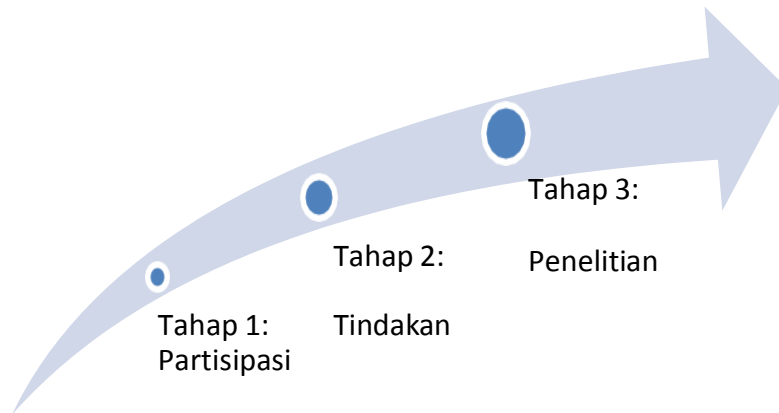 Tahap 1:
Partisipasi
Tahap 2:
Tindakan
Tahap 3:
Penelitian